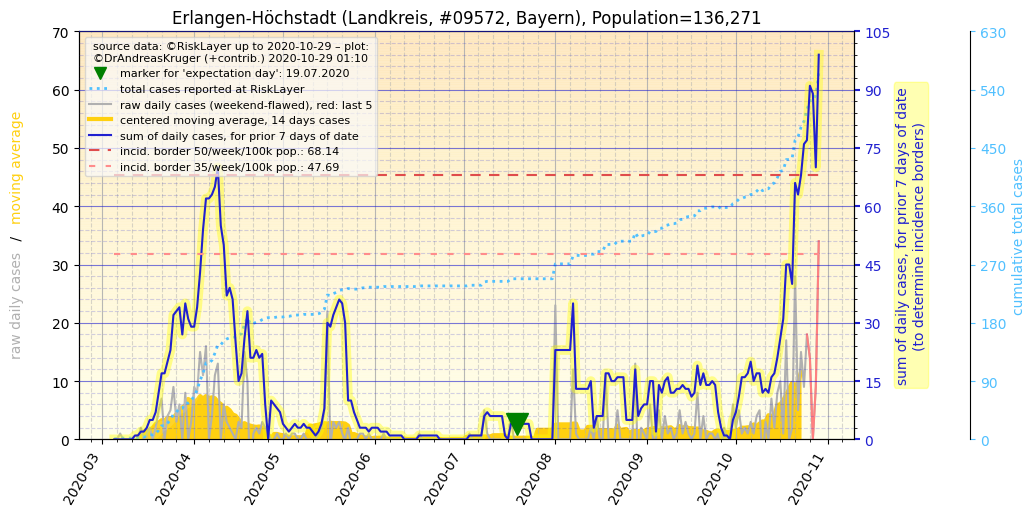 Erlangen-Höchstadt (Landkreis, #09572, Bayern), Population=136,271
source data: ©RiskLayer up to 2020-10-29 – plot:
©DrAndreasKruger (+contrib.) 2020-10-29 01:10
marker for 'expectation day': 19.07.2020
total cases reported at RiskLayer
raw daily cases (weekend-flawed), red: last 5
centered moving average, 14 days cases
sum of daily cases, for prior 7 days of date
incid. border 50/week/100k pop.: 68.14
incid. border 35/week/100k pop.: 47.69
raw daily cases / moving average
70
60
50
40
30
20
10
0
2020-03
2020-04
2020-05
2020-06
2020-07
2020-08
2020-09
2020-10
2020-11
105
90
75
60
45
30
15
0
sum of daily cases, for prior 7 days of date
(to determine incidence borders)
630
540
450
360
270
180
90
0
cumulative total cases